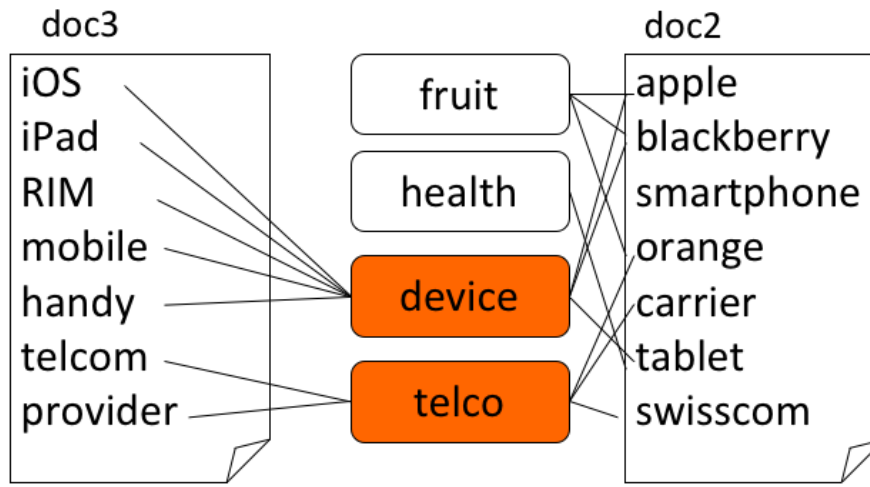 doc3
iOS
iPad
RIM
mobile
handy
telcom
provider
fruit
health
device
telco
doc2
apple
blackberry
smartphone
orange
carrier
tablet
swisscom